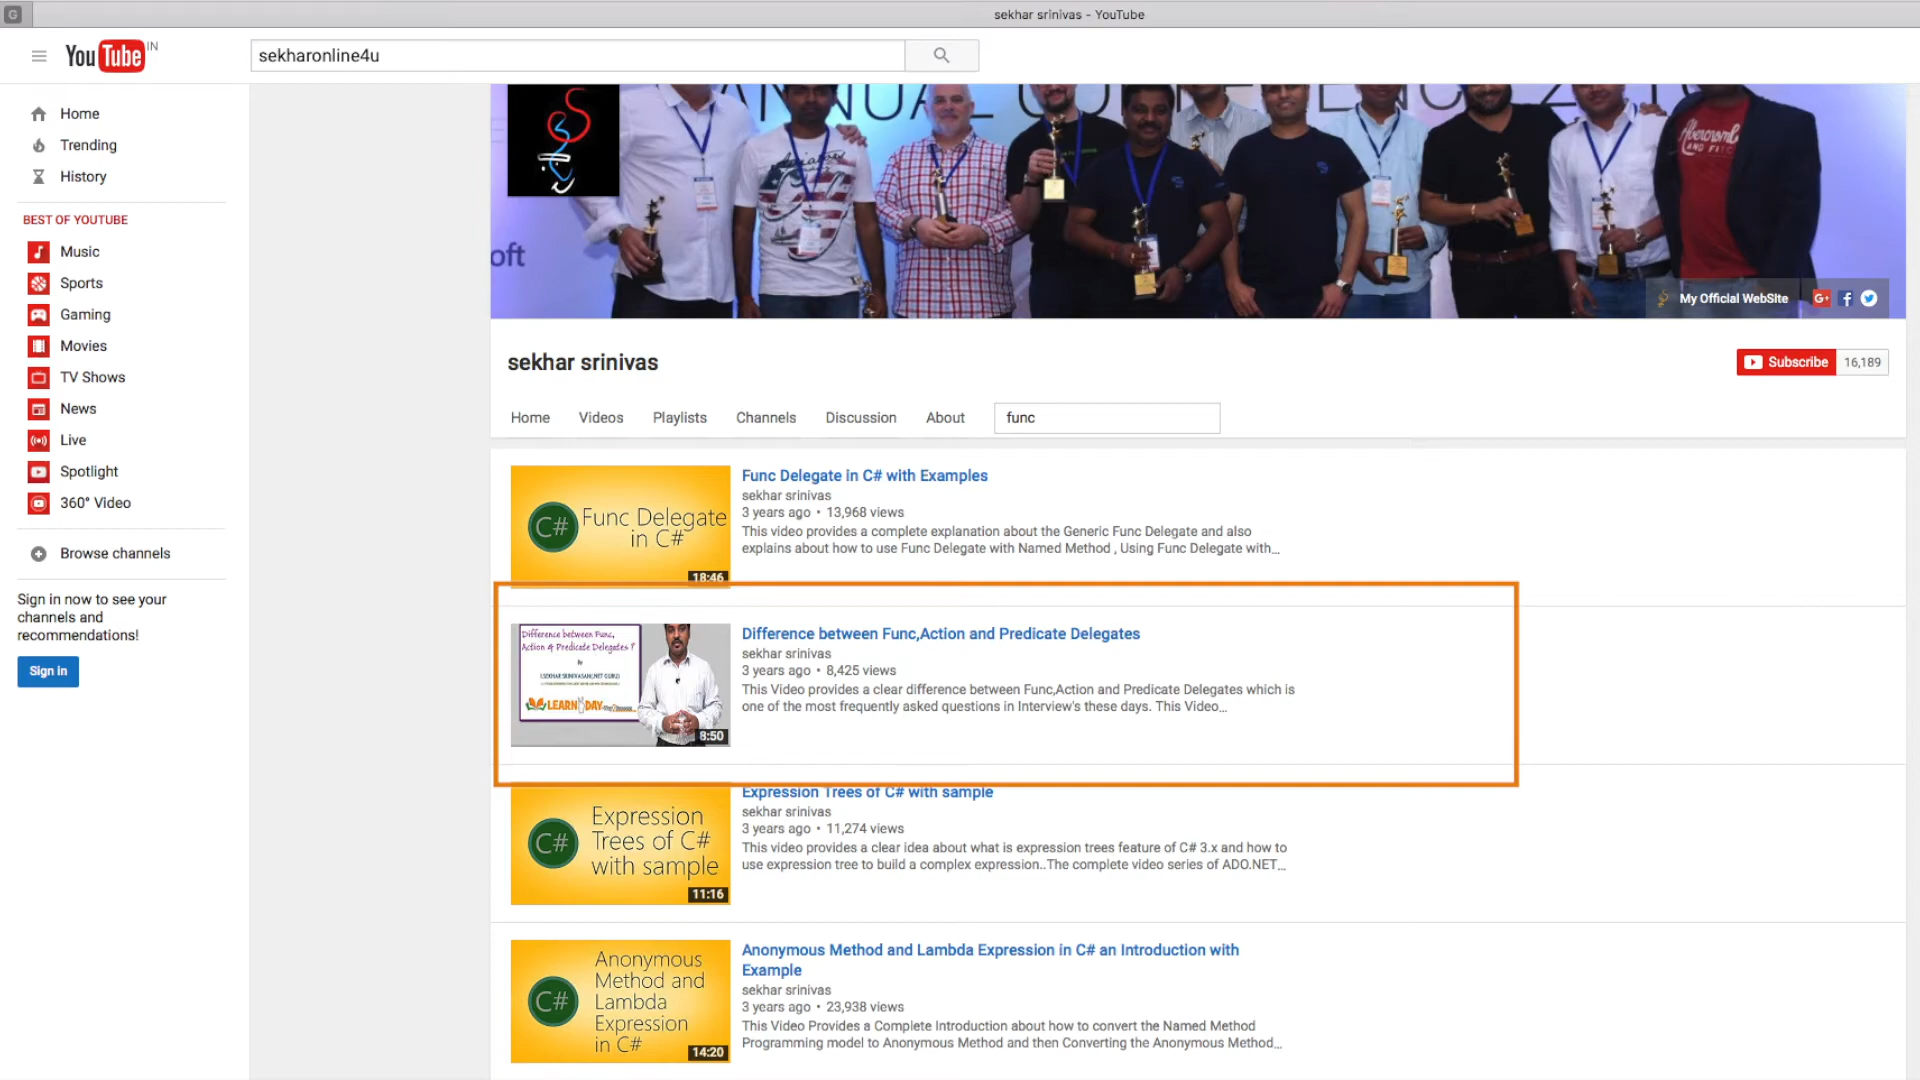 sekhar srinivas - YouTube
G
YouTube IN
sekharonline4u
Home
Trending
History
BEST OF YOUTUBE
Music
Sports
Gaming
Movies
TV Shows
News
Live
Spotlight
360° Video
Browse channels
Sign in now to see your
channels and
recommendations!
Sign in
ANNUAL CONFERENCE
oft
Abercrombie
AND FITCH
My Official WebSite
G+
sekhar srinivas
Subscribe 16,189
Home Videos Playlists Channels Discussion About func
C# Func Delegate
in C#
18:46
Func Delegate in C# with Examples
sekhar srinivas
3 years ago • 13,968 views
This video provides a complete explanation about the Generic Func Delegate and also
explains about how to use Func Delegate with Named Method , Using Func Delegate with...
Difference between Func,
Action & Predicate Delegates ?
By
LEARN DAY
8:50
Difference between Func,Action and Predicate Delegates
sekhar srinivas
3 years ago • 8,425 views
This Video provides a clear difference between Func,Action and Predicate Delegates which is
one of the most frequently asked questions in Interview's these days. This Video...
C# Expression
Trees of C#
with sample
11:16
Expression Trees of C# with sample
sekhar srinivas
3 years ago • 11,274 views
This video provides a clear idea about what is expression trees feature of C# 3.x and how to
use expression tree to build a complex expression..The complete video series of ADO.NET...
C# Anonymous
Method and
Lambda
Expression
in C#
14:20
Anonymous Method and Lambda Expression in C# an Introduction with
Example
sekhar srinivas
3 years ago • 23,938 views
This Video Provides a Complete Introduction about how to convert the Named Method
Programming model to Anonymous Method and then Converting the Anonymous Method...